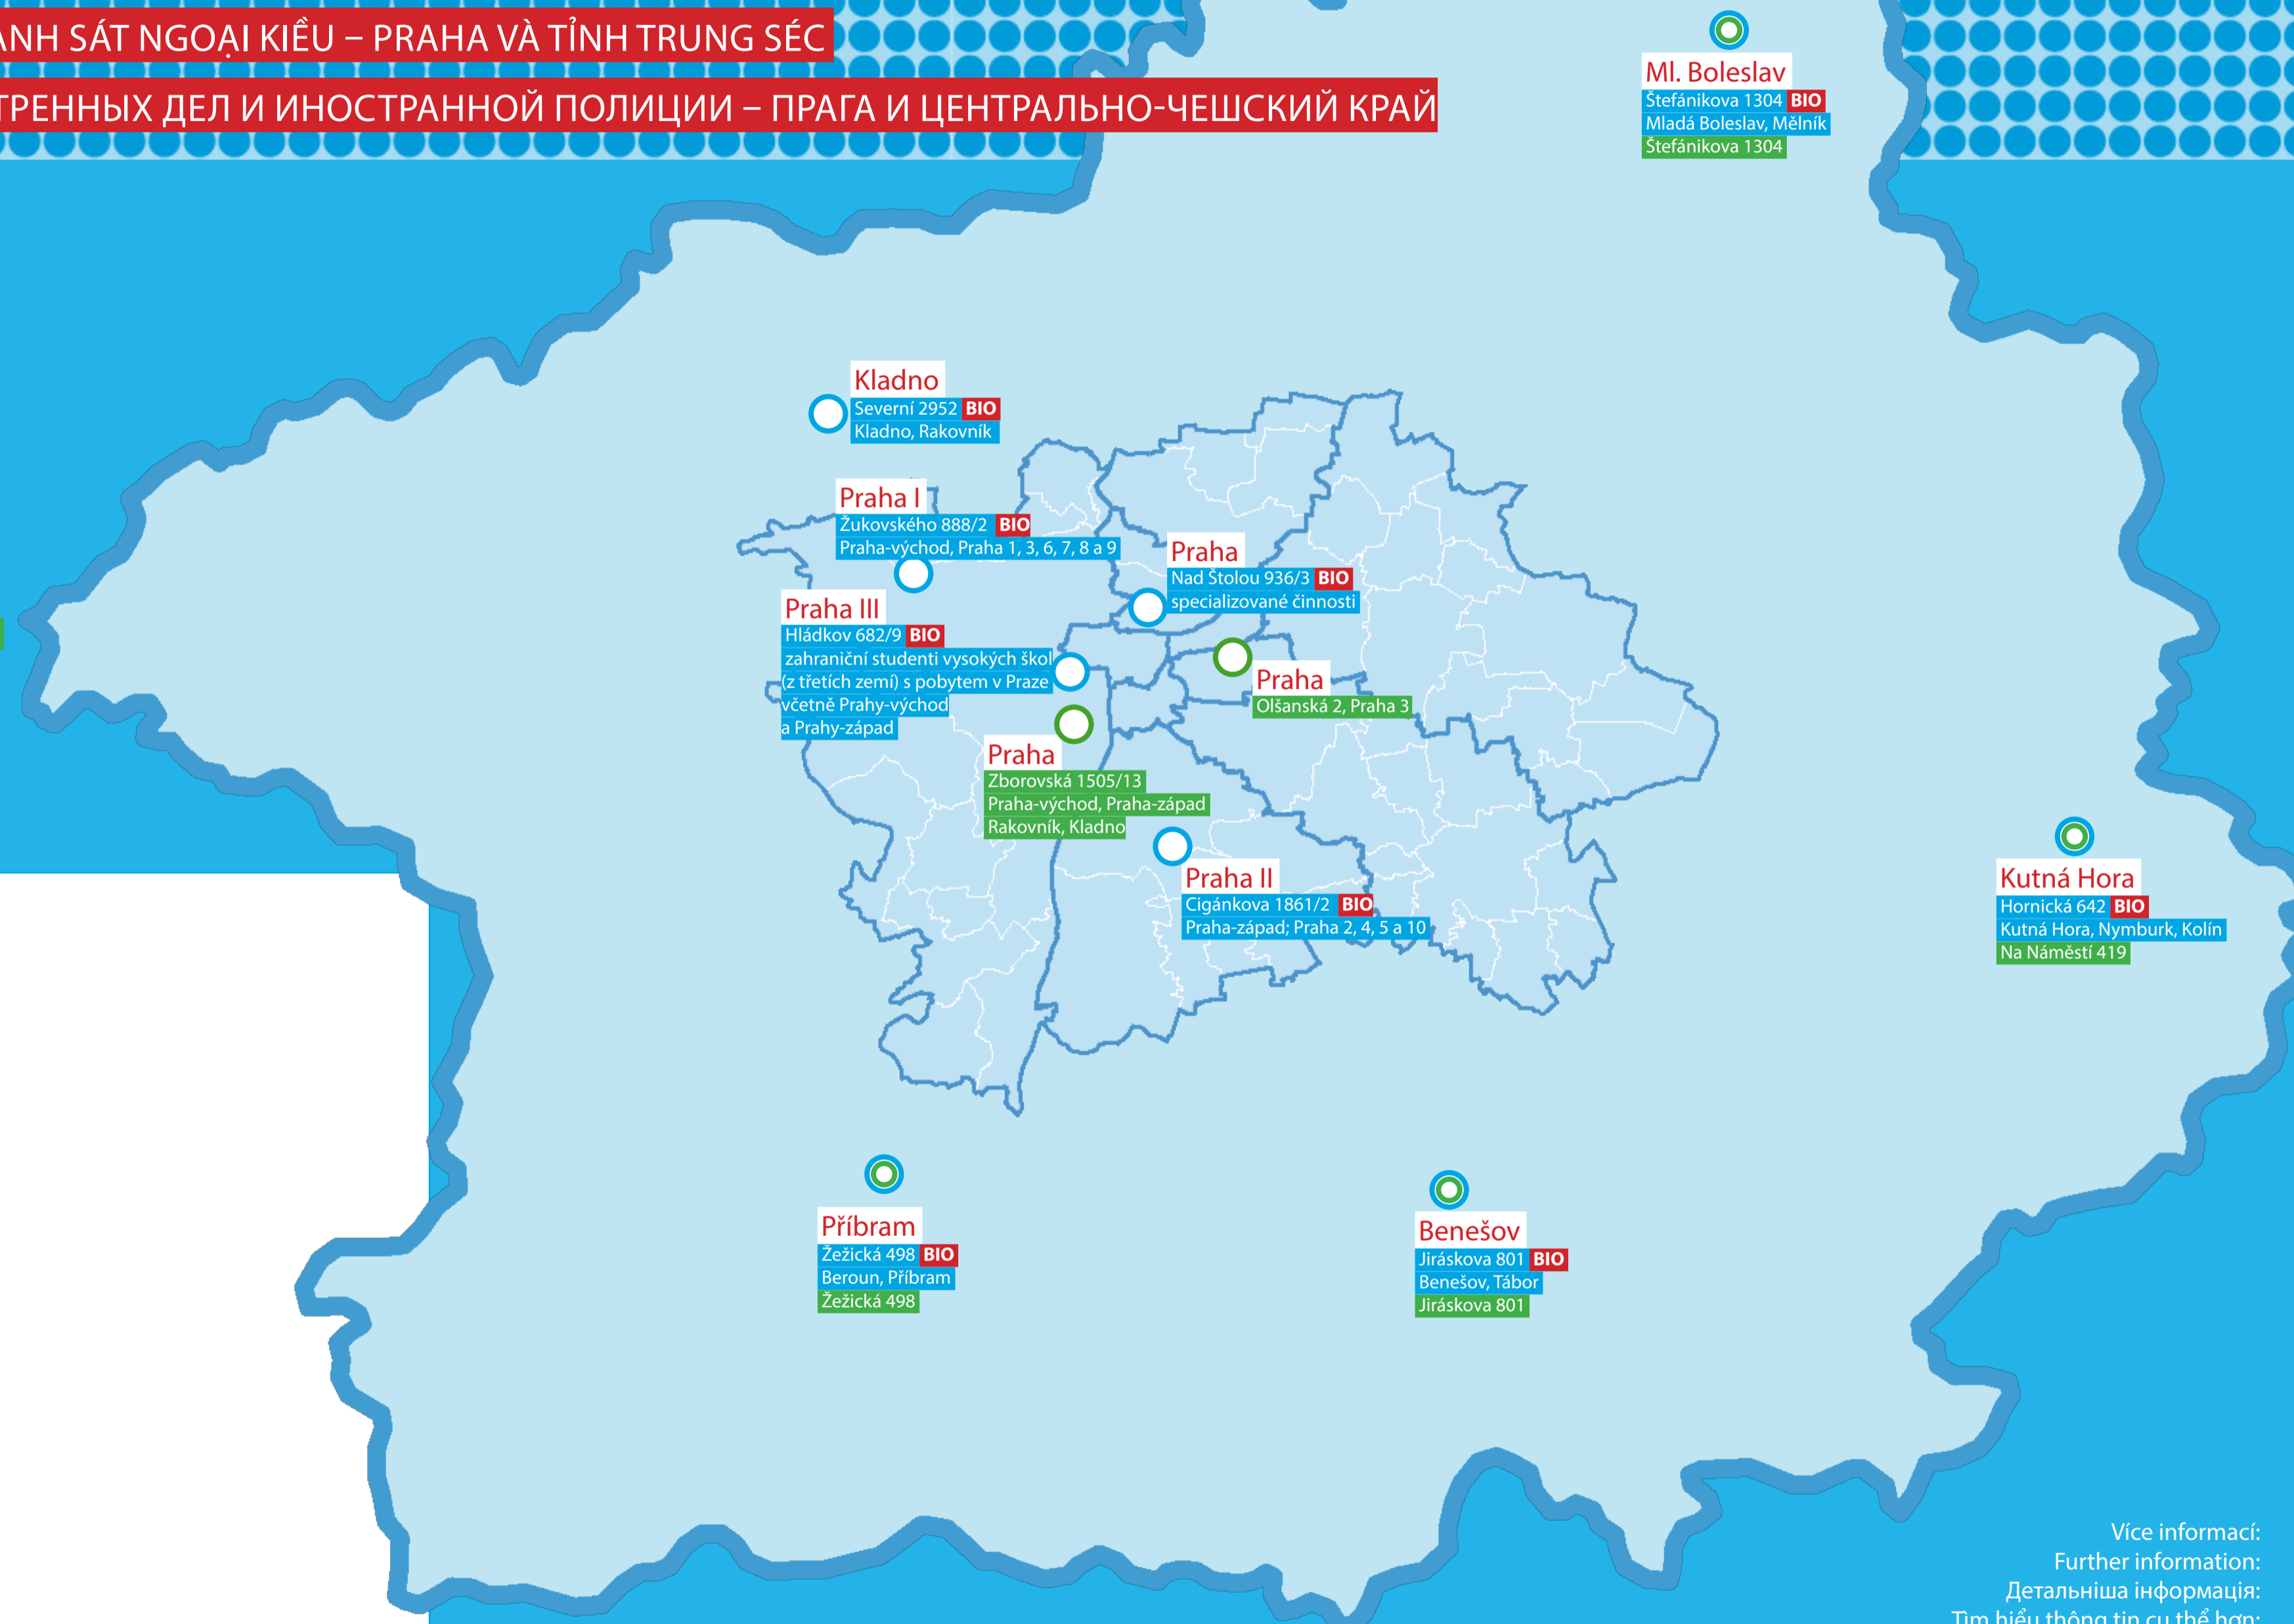 SÁT NGOẠI KIỀU – PRAHA VÀ TỈNH TRUNG SÉC
ДЕЛ И ИНОСТРАННОЙ ПОЛИЦИИ – ПРАГА И ЦЕНТРАЛЬНО-ЧЕШСКИЙ КРАЙ
Ml. Boleslav
Štefánikova 1304 BIO
Mladá Boleslav, Mělník
Štefánikova 1304
Kladno
Severní 2952 BIO
Kladno, Rakovník
Praha I
Žukovského 888/2 BIO
Praha-východ, Praha 1, 3, 6, 7, 8 a 9
Praha
Nad Štolou 936/3 BIO
specializované činnosti
Praha III
Hládkov 682/9 BIO
zahraniční studenti vysokých škol
(z třetích zemí) s pobytem v Praze
včetně Prahy-východ
a Prahy-západ
Praha
Olšanská 2, Praha 3
Praha
Zborovská 1505/13
Praha-východ, Praha-západ
Rakovník, Kladno
Praha II
Cigánkova 1861/2 BIO
Praha-západ; Praha 2, 4, 5 a 10
Kutná Hora
Hornická 642 BIO
Kutná Hora, Nymburk, Kolín
Na Náměstí 419
Příbram
Žežická 498 BIO
Beroun, Příbram
Žežická 498
Benešov
Jiráskova 801 BIO
Benešov, Tábor
Jiráskova 801
Více informací:
Further information:
Детальніша інформація:
Tìm hiểu thông tin cụ thể hơn: